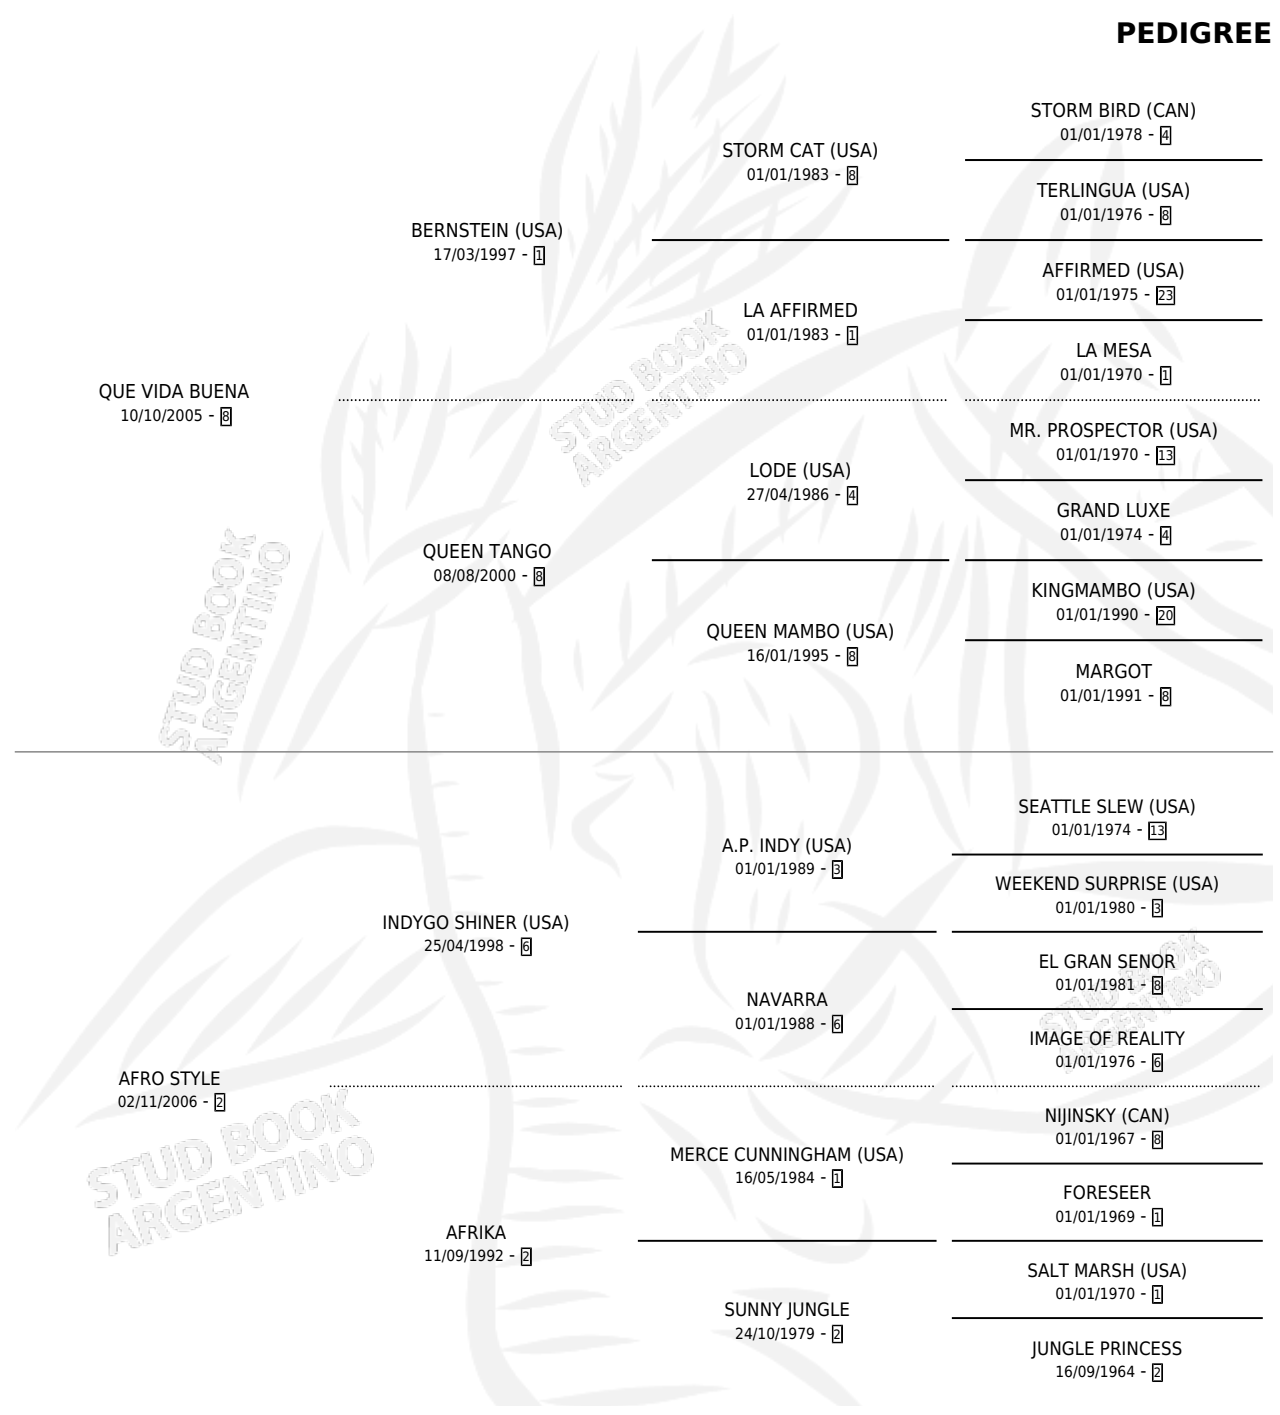 PEDIGREE
STORM BIRD (CAN)
01/01/1978 - 4
STORM CAT (USA)
01/01/1983 - 8
TERLINGUA (USA)
01/01/1976 - 8
BERNSTEIN (USA)
17/03/1997 - 1
AFFIRMED (USA)
01/01/1975 - 23
LA AFFIRMED
01/01/1983 - 1
LA MESA
01/01/1970 - 1
QUE VIDA BUENA
10/10/2005 - 8
MR. PROSPECTOR (USA)
01/01/1970 - 13
LODE (USA)
27/04/1986 - 4
GRAND LUXE
01/01/1974 - 4
QUEEN TANGO
08/08/2000 - 8
KINGMAMBO (USA)
01/01/1990 - 20
QUEEN MAMBO (USA)
16/01/1995 - 8
MARGOT
01/01/1991 - 8
STUD BOOK
ARGENTINO
STUD BOOK
ARGENTINO
SEATTLE SLEW (USA)
01/01/1974 - 13
A.P. INDY (USA)
01/01/1989 - 3
WEEKEND SURPRISE (USA)
01/01/1980 - 3
INDYGO SHINER (USA)
25/04/1998 - 6
EL GRAN SENOR
01/01/1981 - 8
NAVARRA
01/01/1988 - 6
IMAGE OF REALITY
01/01/1976 - 6
AFRO STYLE
02/11/2006 - 2
NIJINSKY (CAN)
01/01/1967 - 8
MERCE CUNNINGHAM (USA)
16/05/1984 - 1
FORESEER
01/01/1969 - 1
AFRIKA
11/09/1992 - 2
SALT MARSH (USA)
01/01/1970 - 1
SUNNY JUNGLE
24/10/1979 - 2
JUNGLE PRINCESS
16/09/1964 - 2
STUD BOOK
ARGENTINO
STUD BOOK
ARGENTINO